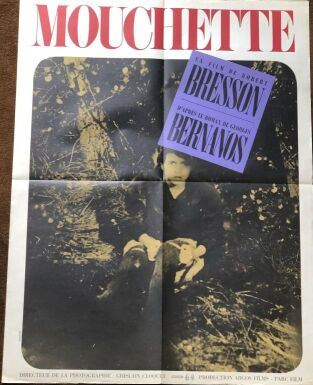 MOUCHETTE
UN FILM DE ROBERT
BRESSON
D'APRÈS LE ROMAN DE GEORGES
BERNANOS
DIRECTEUR DE LA PHOTOGRAPHIE GHISLAIN CLOQUET PRODUCTION ARGOS FILMS - PARC FILM